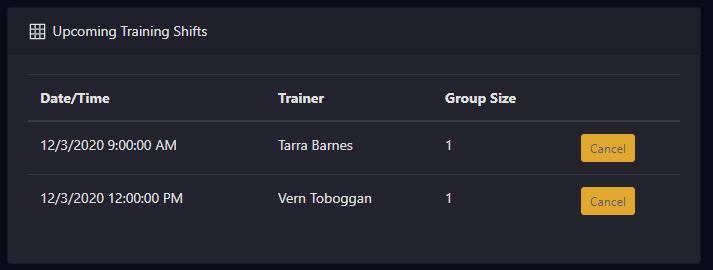 Upcoming Training Shifts
Date/Time Trainer Group Size
12/3/2020 9:00:00 AM Tarra Barnes 1 Cancel
12/3/2020 12:00:00 PM Vern Toboggan 1 Cancel